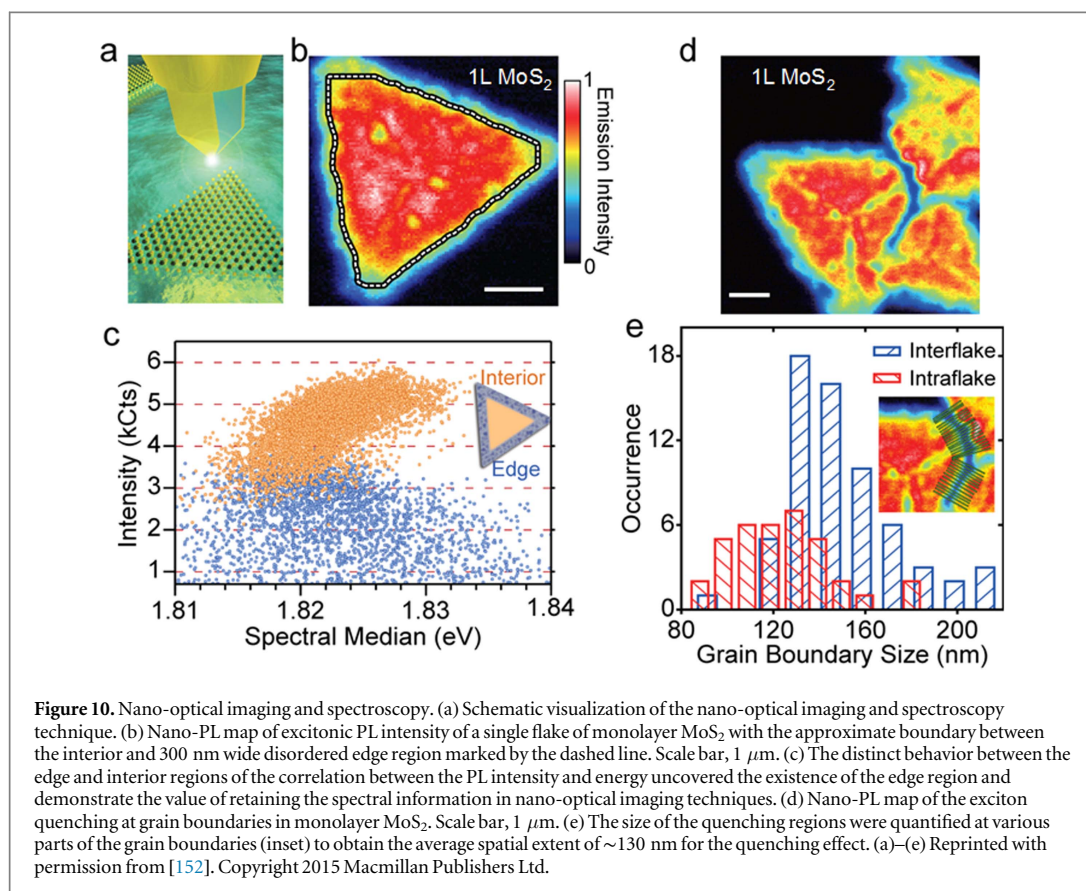 a
b
1L MoS₂
1
Emission Intensity
0
d
1L MoS₂
c
Intensity (kCts)
6
5
4
3
2
1
Interior
Edge
1.81
1.82
1.83
1.84
Spectral Median (eV)
e
Occurrence
18
12
6
0
Interflake
Intraflake
80
120
160
200
Grain Boundary Size (nm)
Figure 10. Nano-optical imaging and spectroscopy. (a) Schematic visualization of the nano-optical imaging and spectroscopy
technique. (b) Nano-PL map of excitonic PL intensity of a single flake of monolayer MoS₂ with the approximate boundary between
the interior and 300 nm wide disordered edge region marked by the dashed line. Scale bar, 1 μm. (c) The distinct behavior between the
edge and interior regions of the correlation between the PL intensity and energy uncovered the existence of the edge region and
demonstrate the value of retaining the spectral information in nano-optical imaging techniques. (d) Nano-PL map of the exciton
quenching at grain boundaries in monolayer MoS₂. Scale bar, 1 μm. (e) The size of the quenching regions were quantified at various
parts of the grain boundaries (inset) to obtain the average spatial extent of ~130 nm for the quenching effect. (a)–(e) Reprinted with
permission from [152]. Copyright 2015 Macmillan Publishers Ltd.